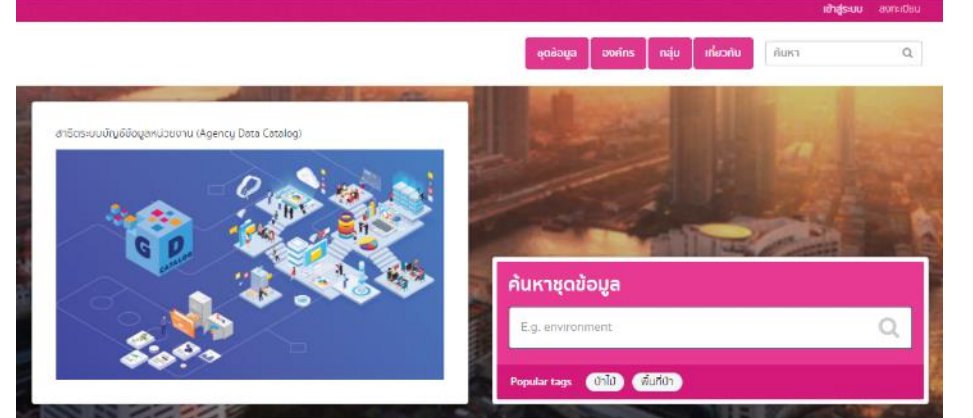 เข้าสู่ระบบ ลงทะเบียน
ชุดข้อมูล องค์กร กลุ่ม เกี่ยวกับ ค้นหา
สาธิตระบบบัญชีข้อมูลหน่วยงาน (Agency Data Catalog)
G D
CATALOG
ค้นหาชุดข้อมูล
E.g. environment
Popular tags ป่าไม้ พื้นที่ป่า